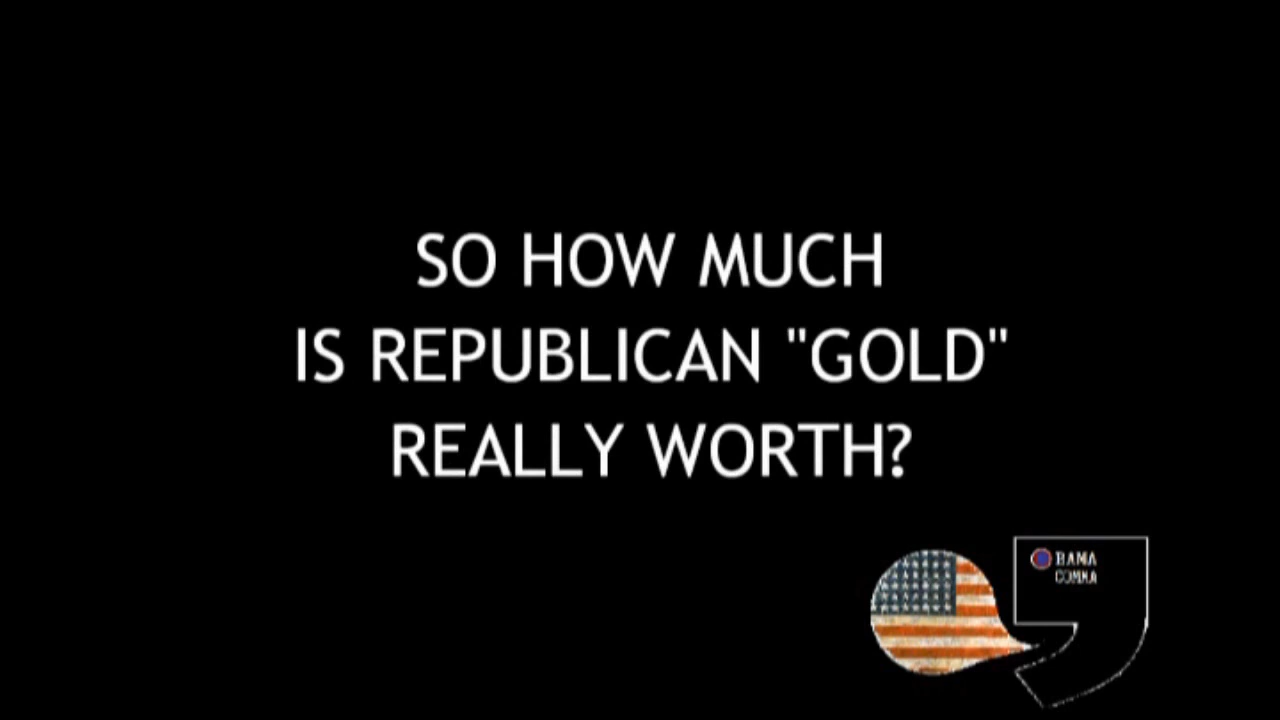 SO HOW MUCH
IS REPUBLICAN "GOLD"
REALLY WORTH?
BAMA
COMMA